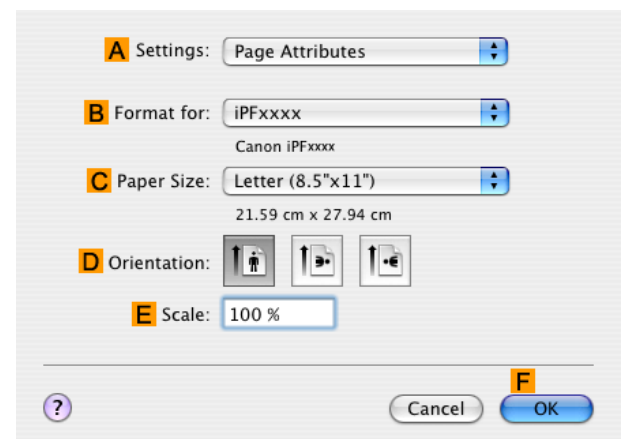 A Settings: Page Attributes
B Format for: iPFxxxx
Canon iPFxxxx
C Paper Size: Letter (8.5"x11")
21.59 cm x 27.94 cm
D Orientation:
E Scale: 100 %
F
? Cancel OK